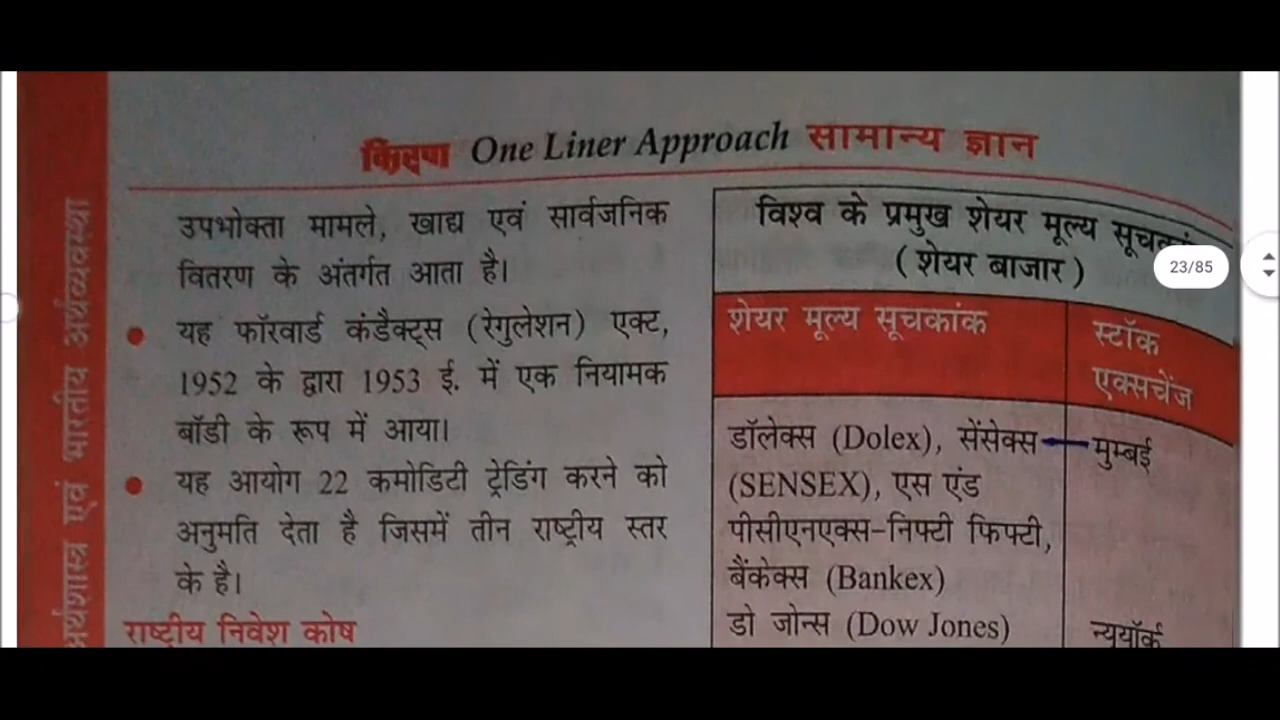 किरण One Liner Approach सामान्य ज्ञान
अर्थशास्त्र एवं भारतीय अर्थव्यवस्था
उपभोक्ता मामले, खाद्य एवं सार्वजनिक
वितरण के अंतर्गत आता है।
यह फॉरवार्ड कंडैक्ट्स (रेगुलेशन) एक्ट,
1952 के द्वारा 1953 ई. में एक नियामक
बॉडी के रूप में आया।
यह आयोग 22 कमोडिटी ट्रेडिंग करने को
अनुमति देता है जिसमें तीन राष्ट्रीय स्तर
के है।
राष्ट्रीय निवेश कोष
विश्व के प्रमुख शेयर मूल्य
(शेयर बाजार)
23/85
शेयर मूल्य सूचकांक
स्टॉक
एक्सचेंज
डॉलेक्स (Dolex), सेंसेक्स
मुम्बई
(SENSEX), एस एंड
पीसीएनएक्स-निफ्टी फिफ्टी,
बैंकेक्स (Bankex)
डो जोन्स (Dow Jones)
न्यूयॉर्क